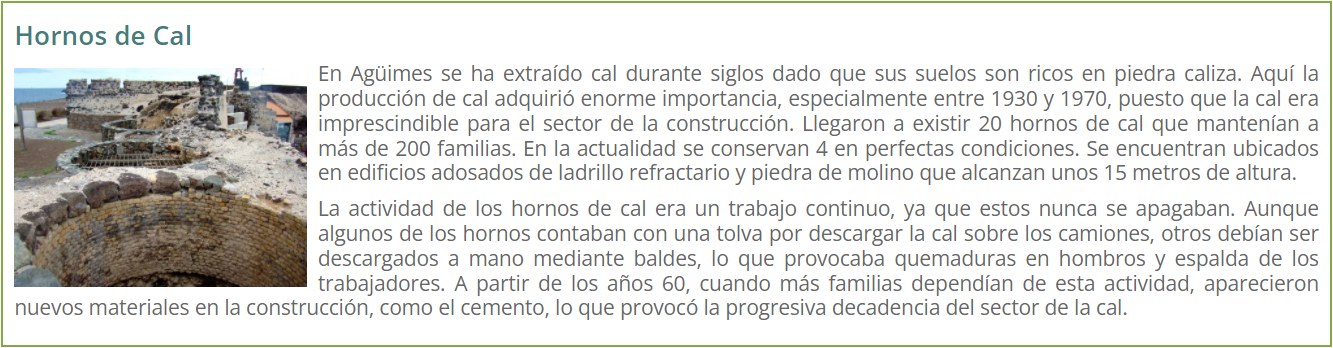 Hornos de Cal
En Agüimes se ha extraído cal durante siglos dado que sus suelos son ricos en piedra caliza. Aquí la
producción de cal adquirió enorme importancia, especialmente entre 1930 y 1970, puesto que la cal era
imprescindible para el sector de la construcción. Llegaron a existir 20 hornos de cal que mantenían a
más de 200 familias. En la actualidad se conservan 4 en perfectas condiciones. Se encuentran ubicados
en edificios adosados de ladrillo refractario y piedra de molino que alcanzan unos 15 metros de altura.
La actividad de los hornos de cal era un trabajo continuo, ya que estos nunca se apagaban. Aunque
algunos de los hornos contaban con una tolva por descargar la cal sobre los camiones, otros debían ser
descargados a mano mediante baldes, lo que provocaba quemaduras en hombros y espalda de los
trabajadores. A partir de los años 60, cuando más familias dependían de esta actividad, aparecieron
nuevos materiales en la construcción, como el cemento, lo que provocó la progresiva decadencia del sector de la cal.